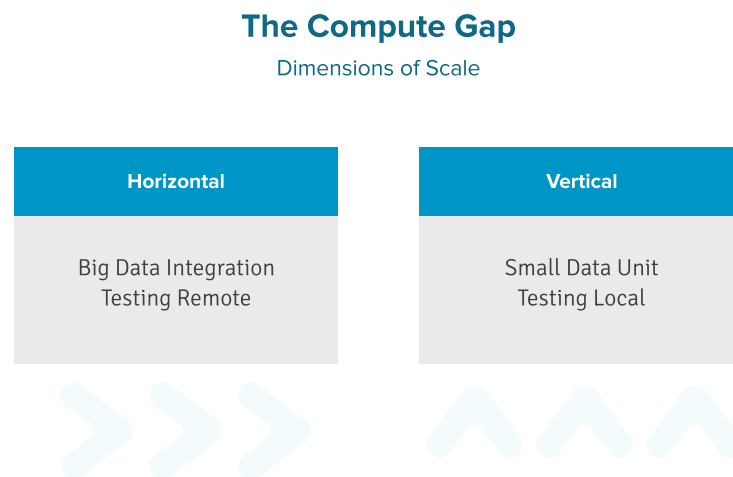 The Compute Gap
Dimensions of Scale
Horizontal
Big Data Integration
Testing Remote
Vertical
Small Data Unit
Testing Local